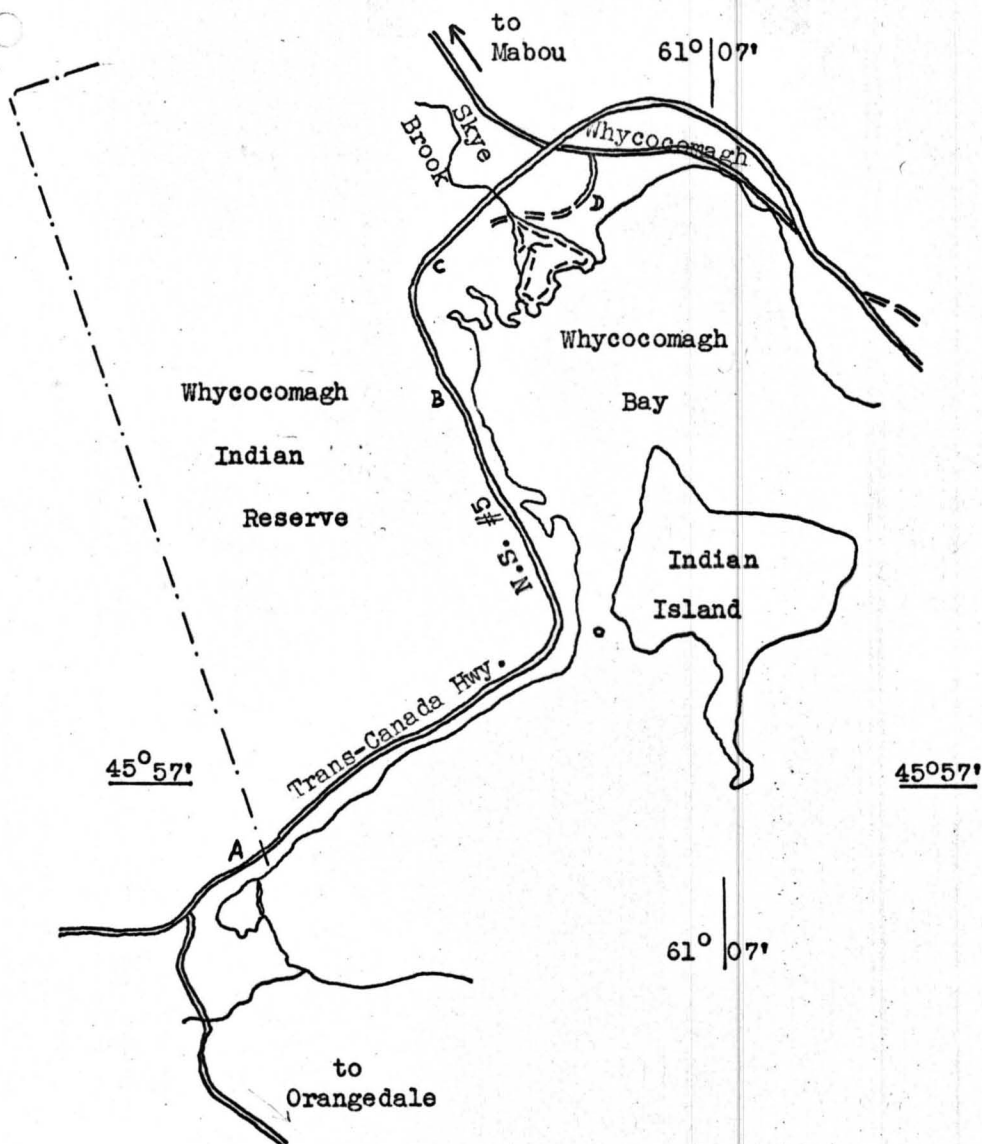 to
Mabou
61° 07'
Skye
Brook
Whycocomagh
D
C
Whycocomagh
Bay
B
Whycocomagh
Indian
Reserve
N.S. #5
Indian
Island
Trans-Canada Hwy.
45° 57'
45° 57'
A
61° 07'
to
Orangedale